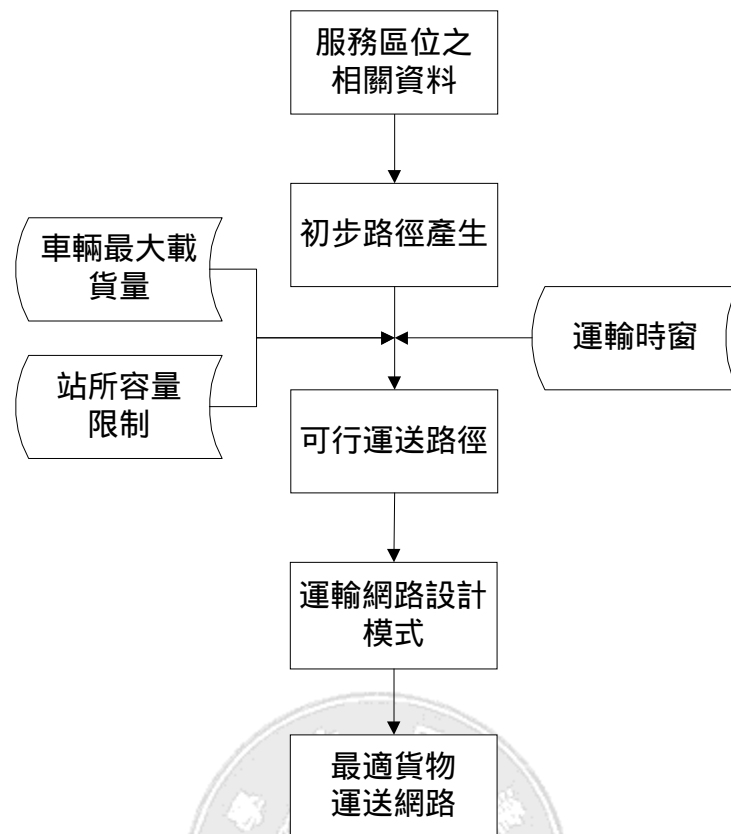 服務區位之
相關資料
初步路徑產生
車輛最大載
貨量
運輸時窗
站所容量
限制
可行運送路徑
運輸網路設計
模式
最適貨物
運送網路